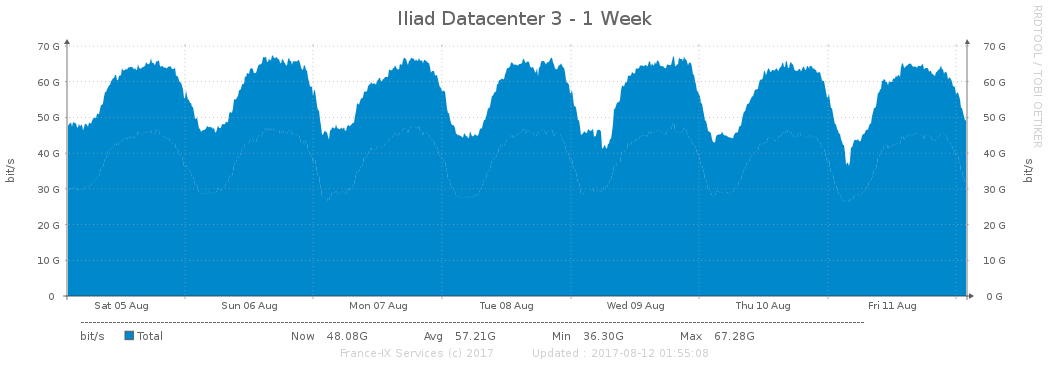 Iliad Datacenter 3 - 1 Week
RRDTOOL / TOBI OETIKER
70 G 70 G
60 G 60 G
50 G 50 G
40 G 40 G
30 G 30 G
20 G 20 G
10 G 10 G
0 0 G
bit/s
bit/s
Sat 05 Aug Sun 06 Aug Mon 07 Aug Tue 08 Aug Wed 09 Aug Thu 10 Aug Fri 11 Aug
bit/s Total Now 48.08G Avg 57.21G Min 36.30G Max 67.28G
France-IX Services (c) 2017 Updated : 2017-08-12 01:55:08